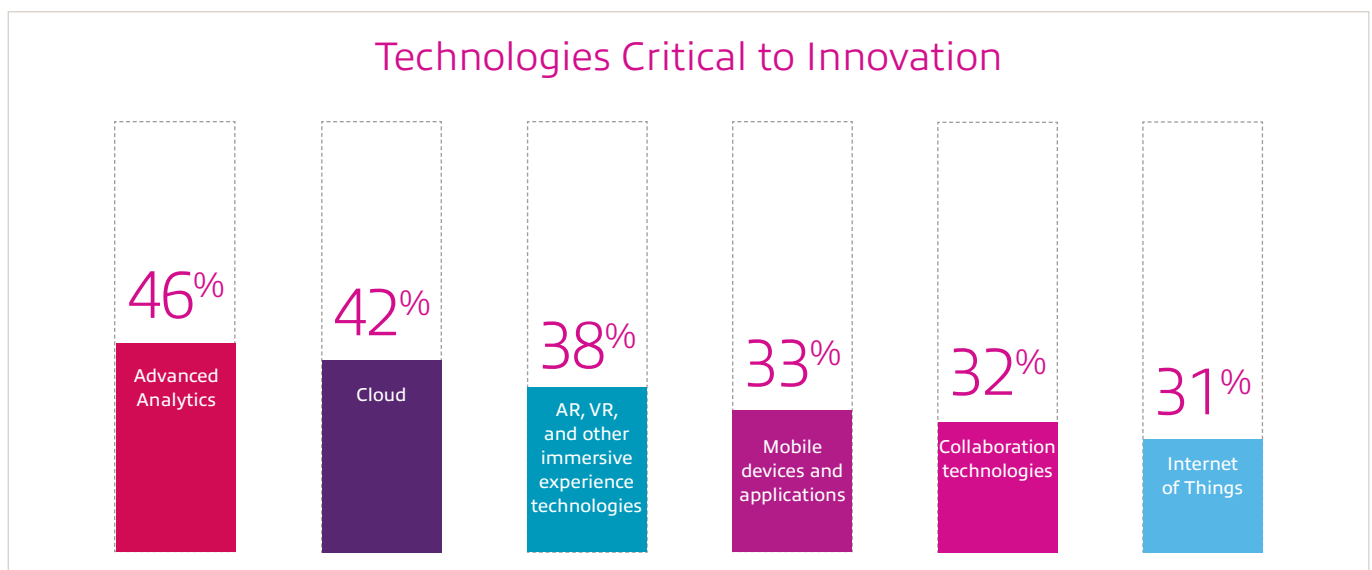 Technologies Critical to Innovation
46%
Advanced
Analytics
42%
Cloud
38%
AR, VR,
and other
immersive
experience
technologies
33%
Mobile
devices and
applications
32%
Collaboration
technologies
31%
Internet
of Things